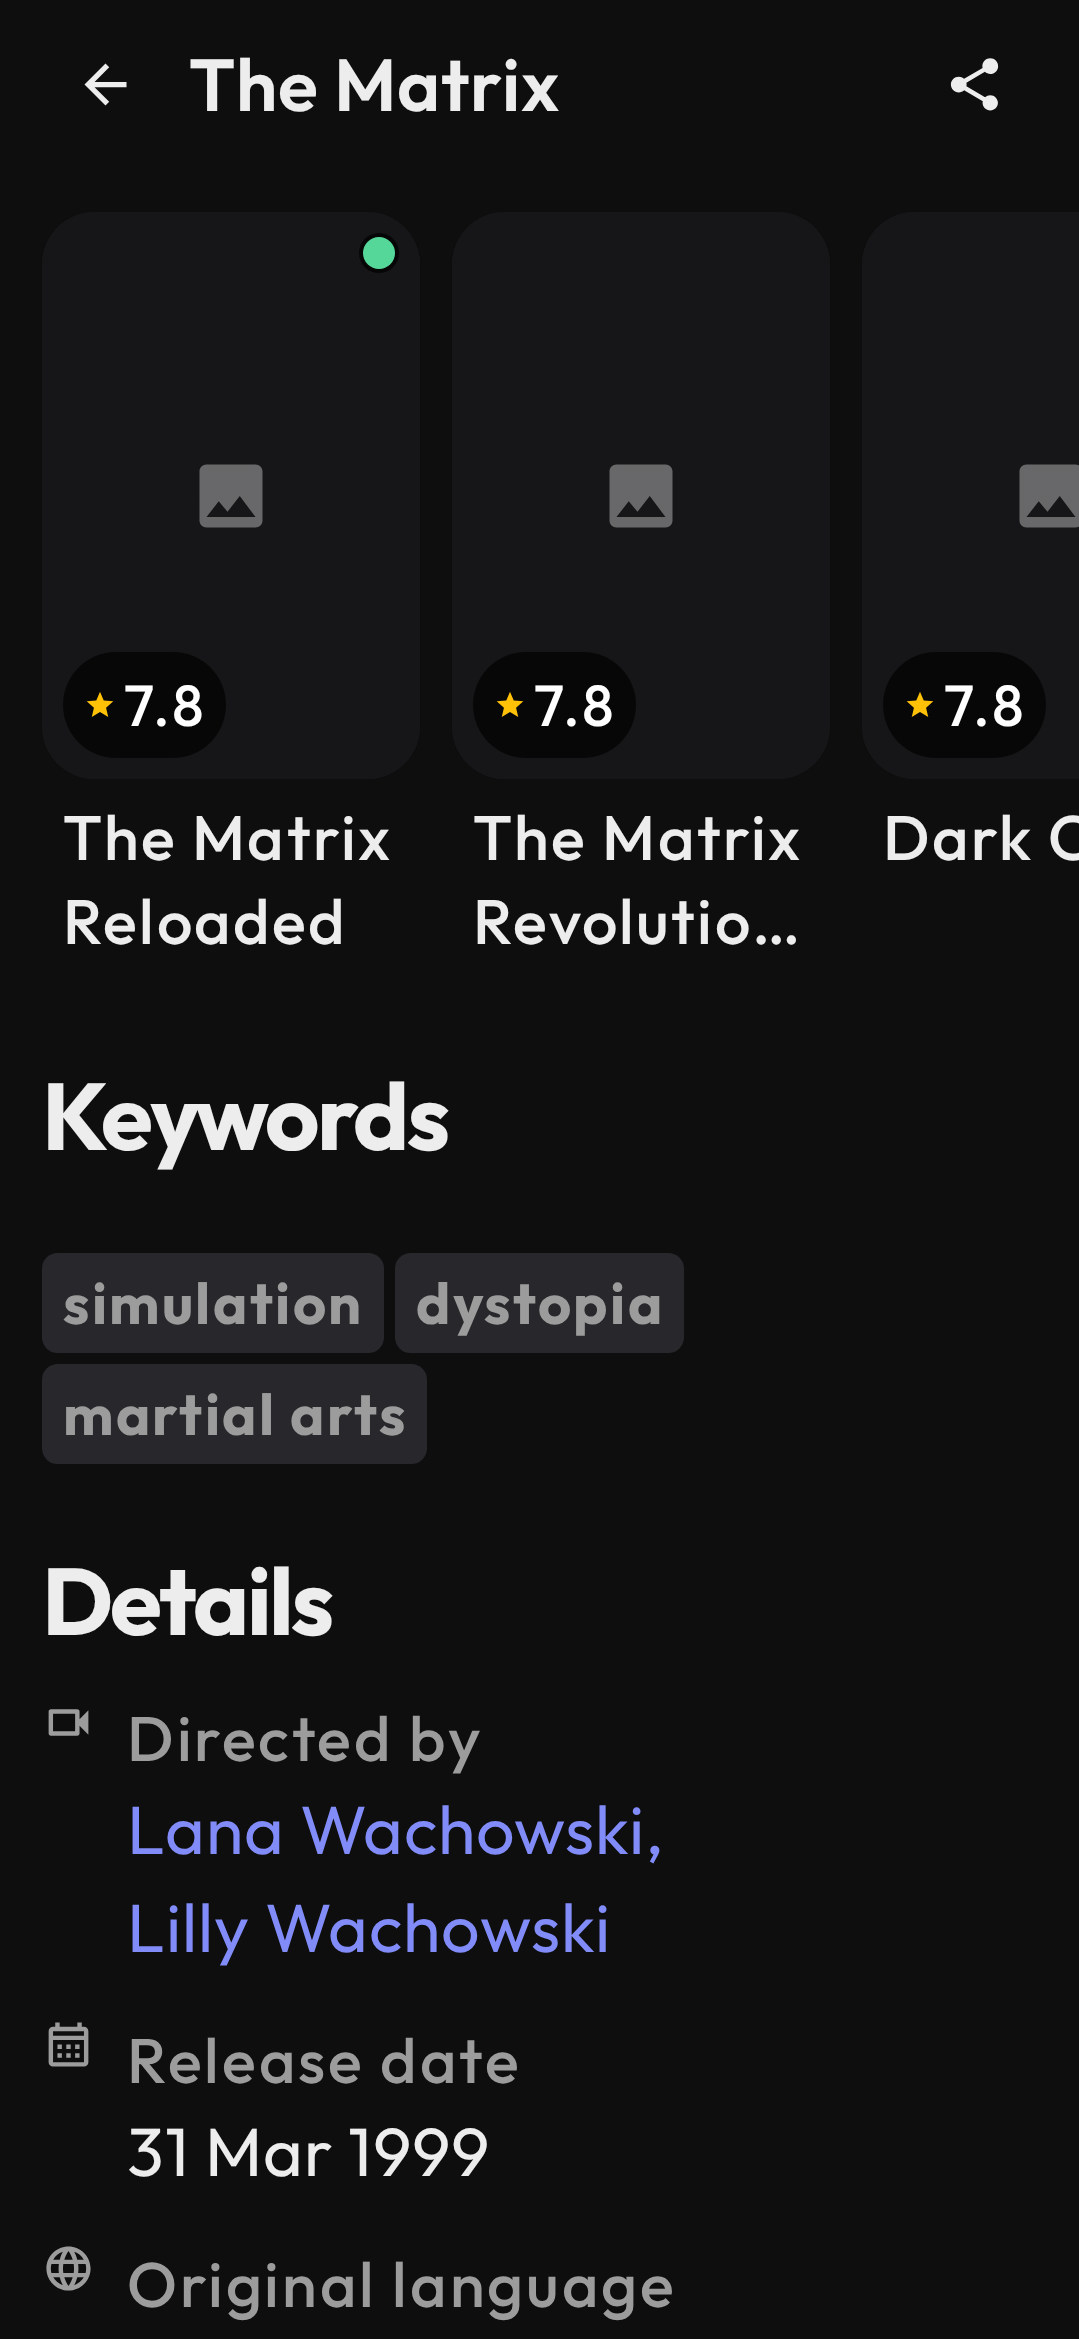 The Matrix
7.8
7.8
7.8
The Matrix
Reloaded
The Matrix
Revolutio...
Dark
Keywords
simulation
dystopia
martial arts
Details
Directed by
Lana Wachowski,
Lilly Wachowski
Release date
31 Mar 1999
Original language